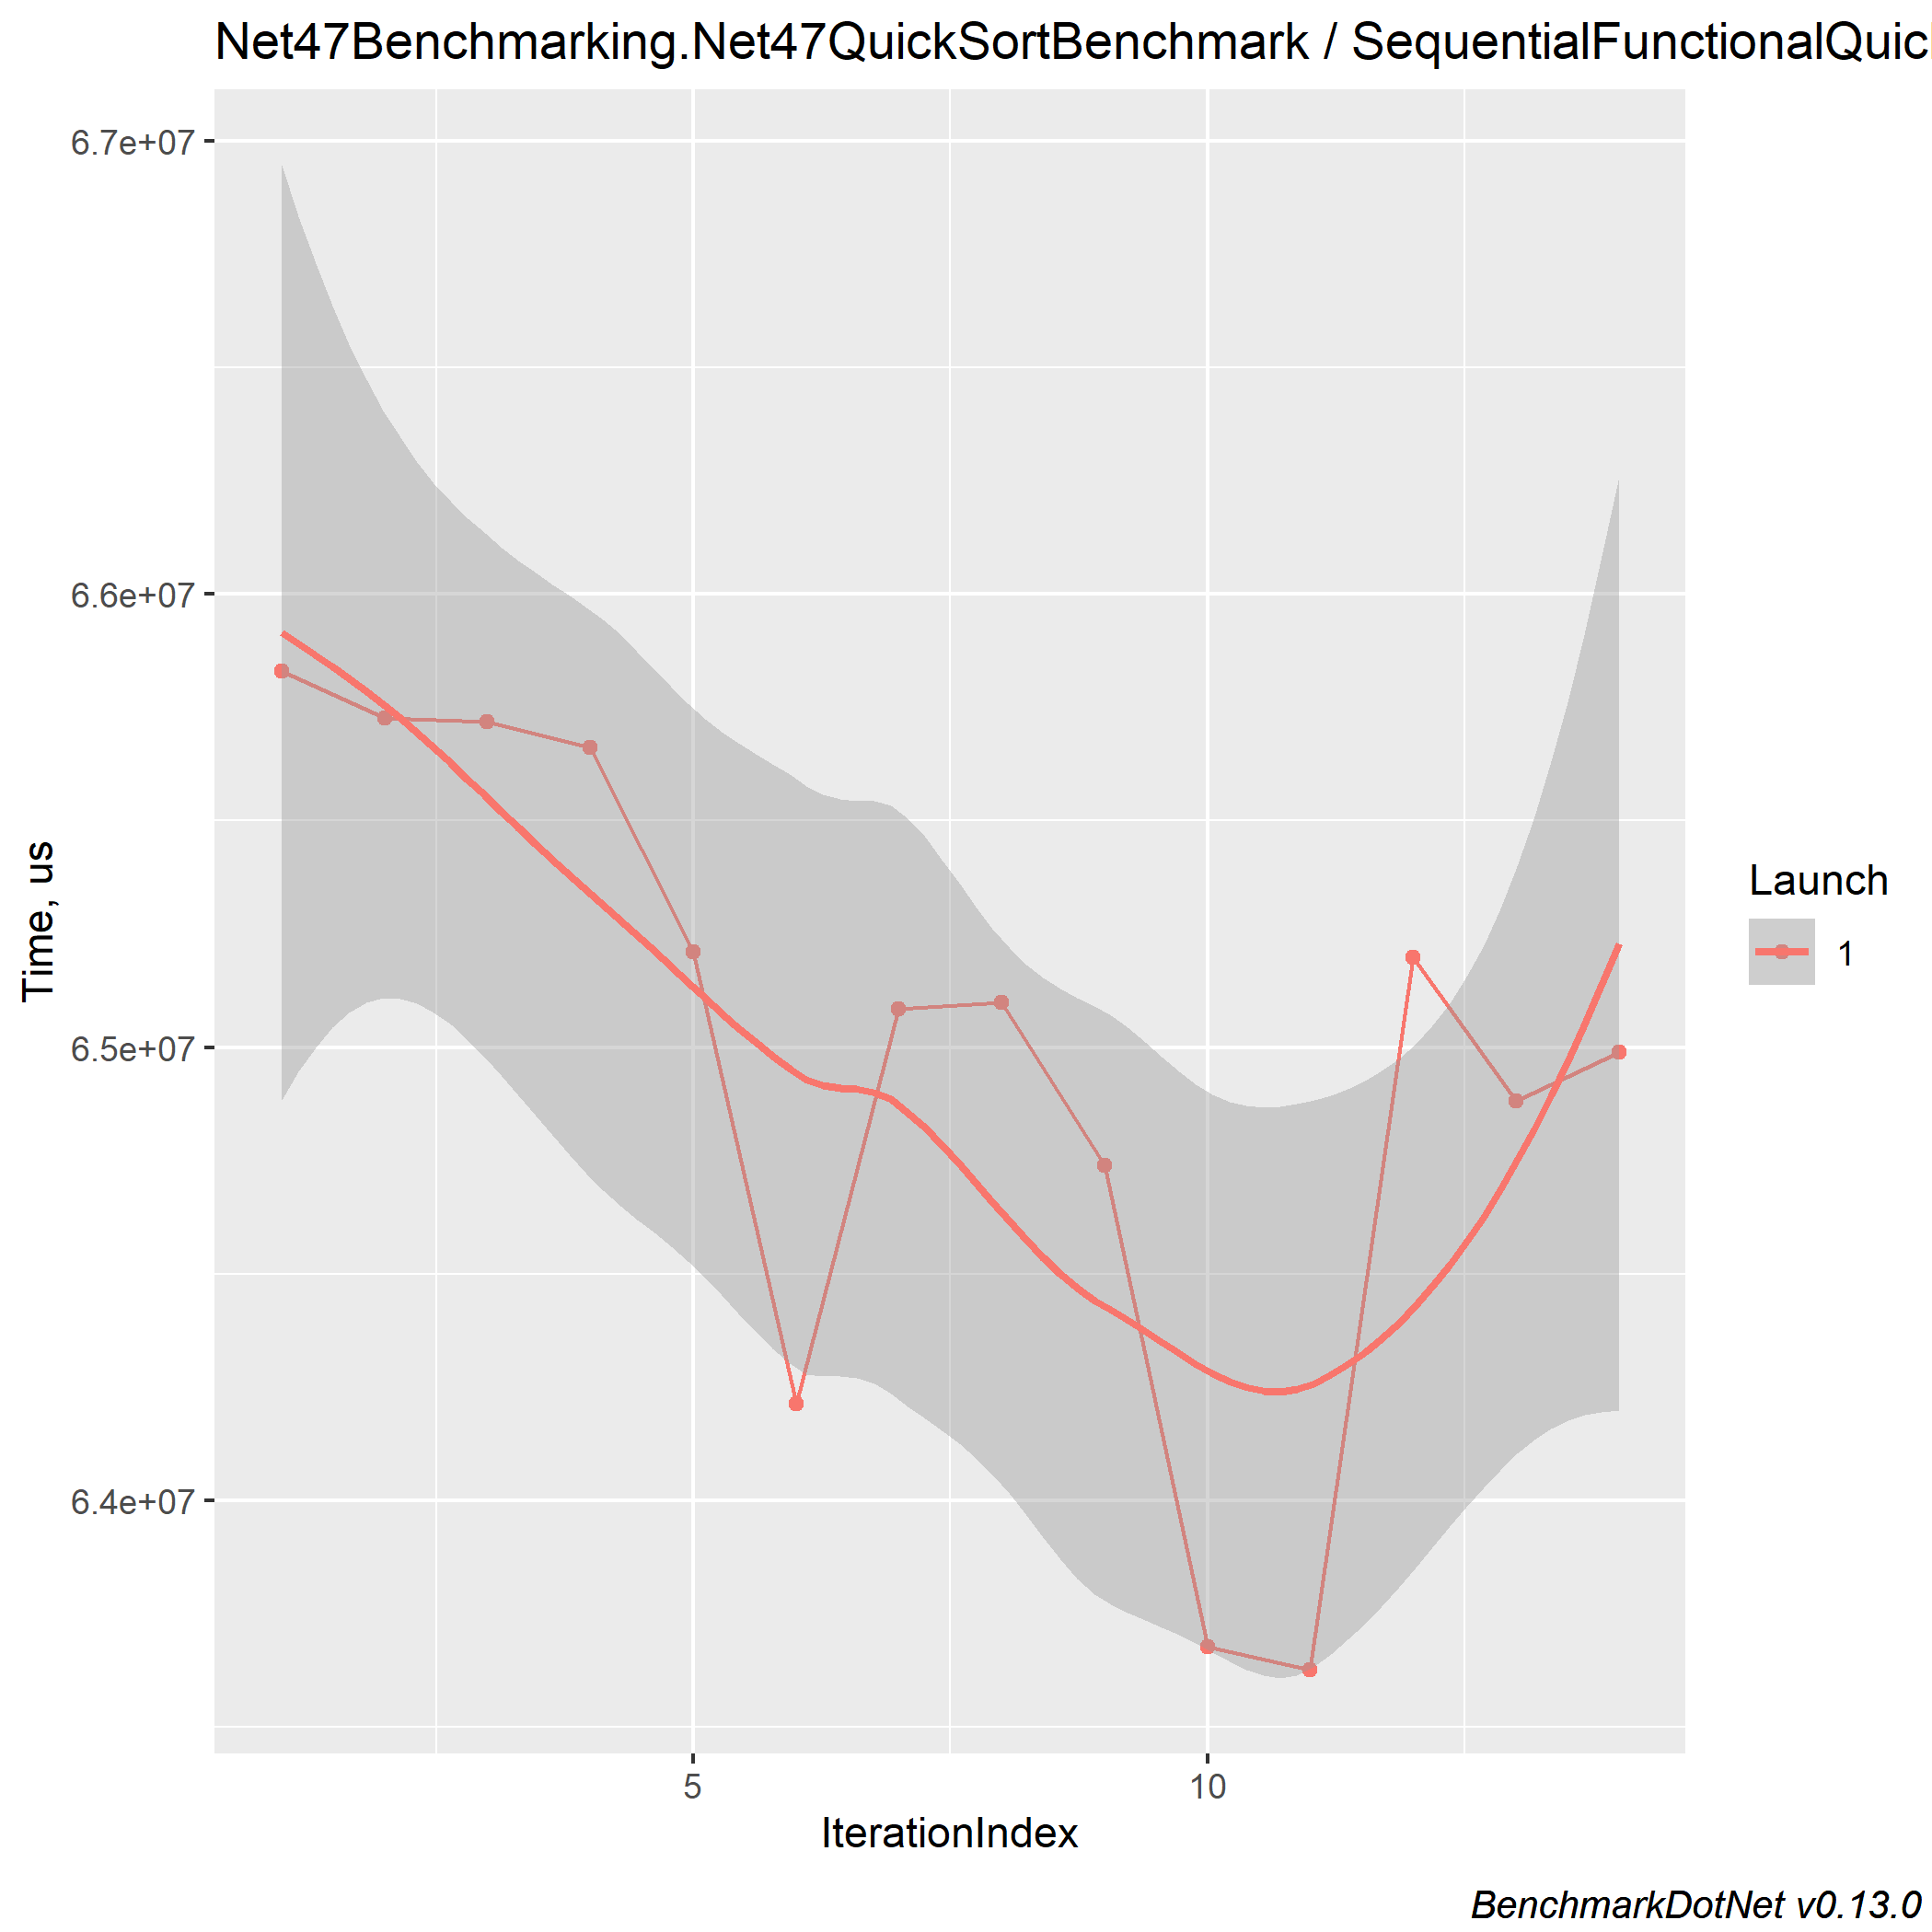 Net47Benchmarking.Net47QuickSortBenchmark / SequentialFunctionalQuic
6.7e+07
6.6e+07
6.5e+07
6.4e+07
Time, us
5
10
IterationIndex
Launch
1
BenchmarkDotNet v0.13.0